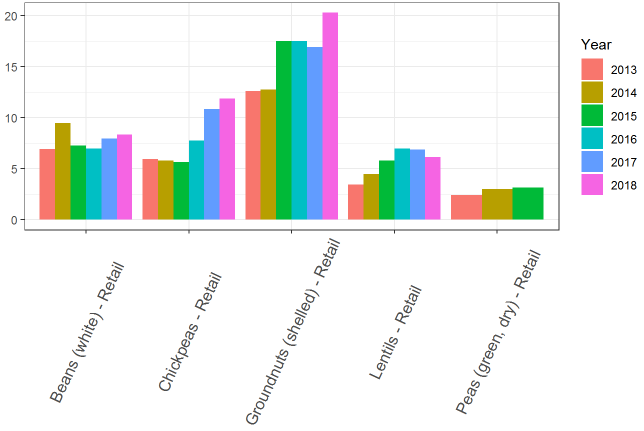 20
15
10
5
0
Beans (white) - Retail
Chickpeas - Retail
Groundnuts (shelled) - Retail
Lentils - Retail
Peas (green, dry) - Retail
Year
2013
2014
2015
2016
2017
2018